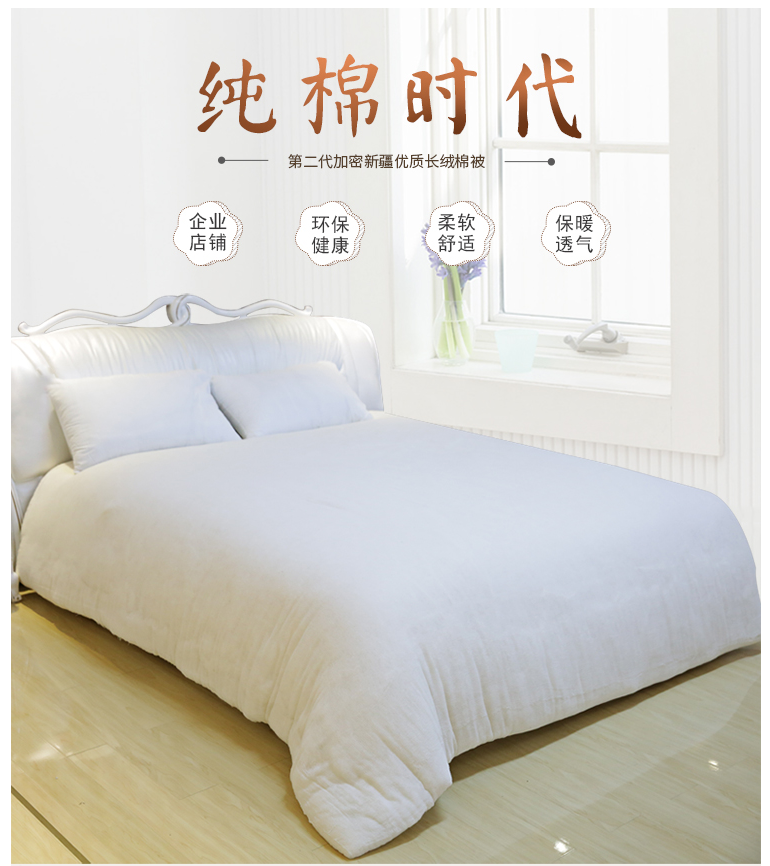 纯棉时代
第二代加密新疆优质长绒棉被
企业
店铺
环保
健康
柔软
舒适
保暖
透气